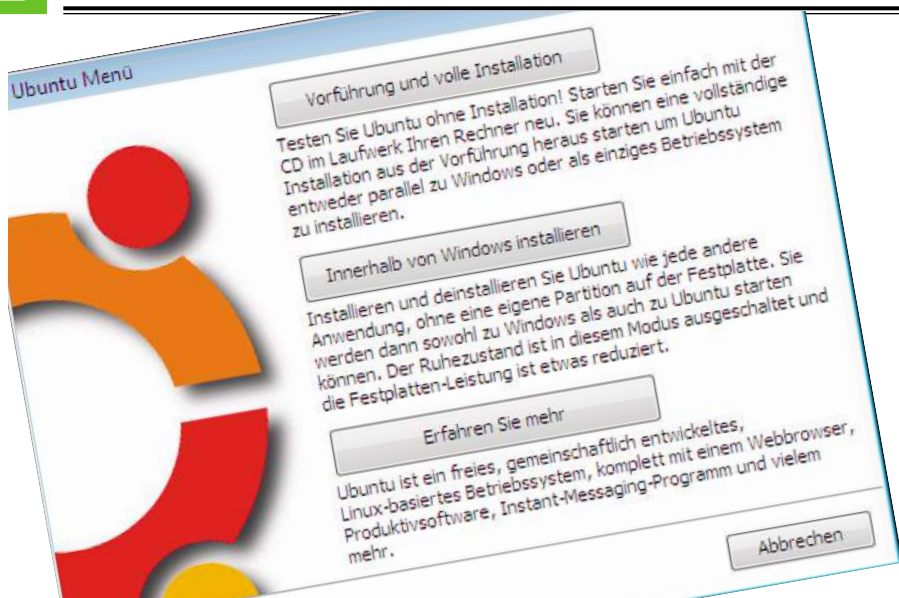 Ubuntu Menü
Vorführung und volle Installation
Testen Sie Ubuntu ohne Installation! Starten Sie einfach mit der
CD im Laufwerk Ihren Rechner neu. Sie können eine vollständige
Installation aus der Vorführung heraus starten um Ubuntu
entweder parallel zu Windows oder als einziges Betriebssystem
zu installieren.
Innerhalb von Windows installieren
Installieren und deinstallieren Sie Ubuntu wie jede andere
Anwendung, ohne eine eigene Partition auf der Festplatte. Sie
werden dann sowohl zu Windows als auch zu Ubuntu starten
können. Der Ruhezustand ist in diesem Modus ausgeschaltet und
die Festplatten-Leistung ist etwas reduziert.
Erfahren Sie mehr
Ubuntu ist ein freies, gemeinschaftlich entwickeltes,
Linux-basiertes Betriebssystem, komplett mit einem Webbrowser,
Produktivsoftware, Instant-Messaging-Programm und vielem
mehr.
Abbrechen